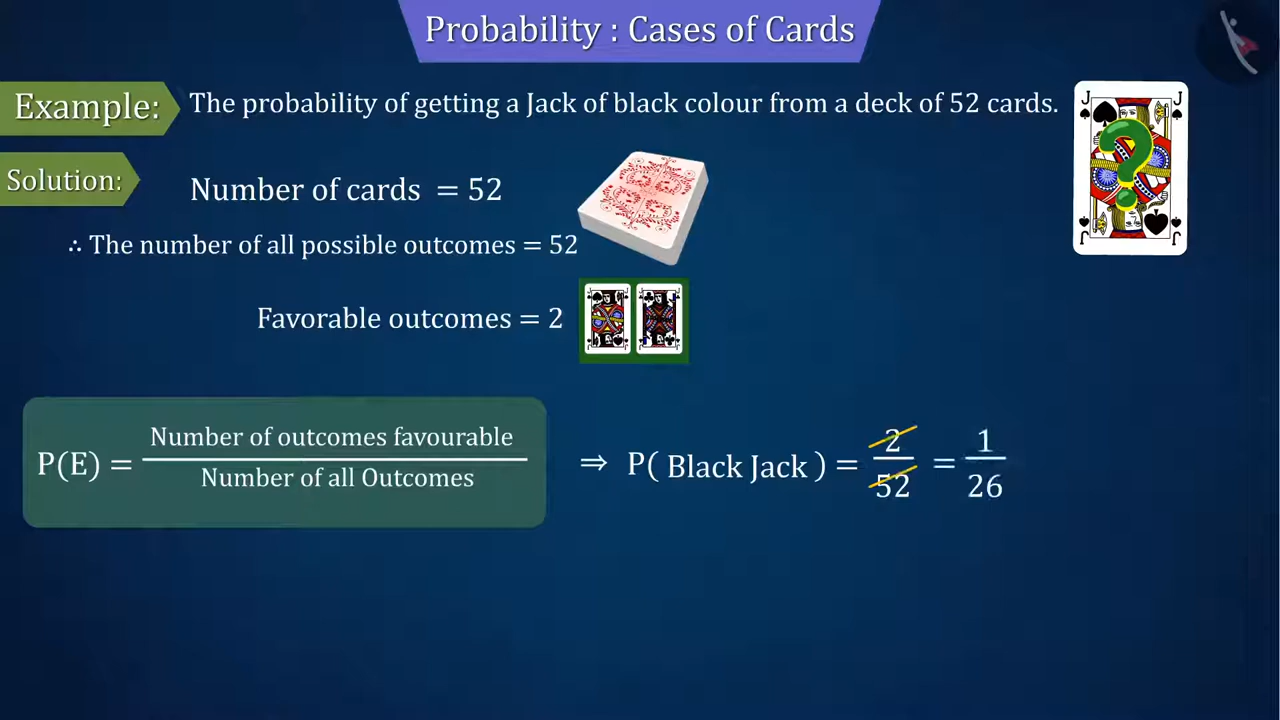 Probability : Cases of Cards
Example: The probability of getting a Jack of black colour from a deck of 52 cards.
Solution:
Number of cards = 52
∴ The number of all possible outcomes = 52
Favorable outcomes = 2
P(E) = Number of outcomes favourable / Number of all Outcomes ⇒ P( Black Jack ) = 2/52 = 1/26
J J
J J